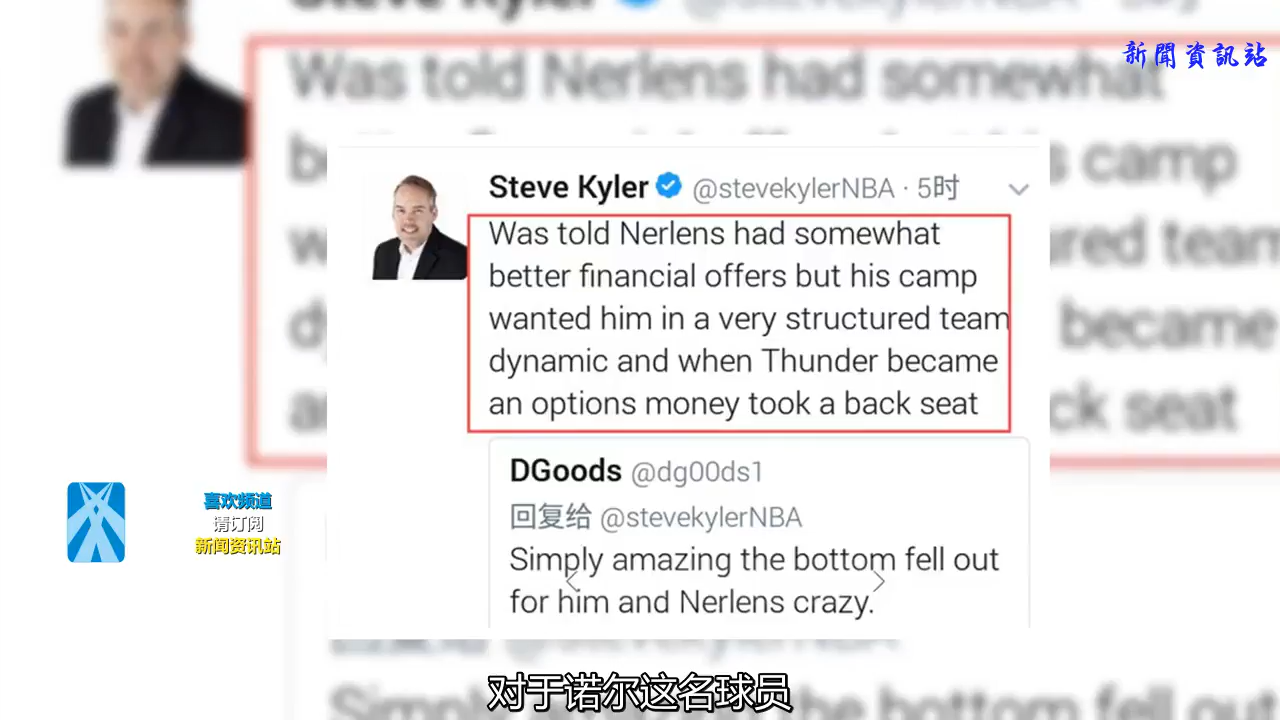 新聞資訊站
Steve Kyler @stevekylerNBA · 5时
Was told Nerlens had somewhat
better financial offers but his camp
wanted him in a very structured team
dynamic and when Thunder became
an options money took a back seat
DGoods @dg00ds1
回复给 @stevekylerNBA
Simply amazing the bottom fell out
for him and Nerlens crazy.
喜欢频道
请订阅
新闻资讯站
对于诺尔这名球员